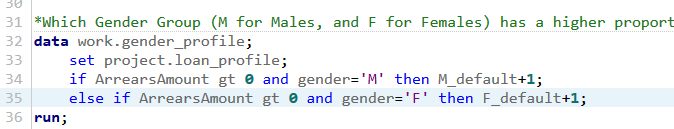 30
31 *Which Gender Group (M for Males, and F for Females) has a higher proport
32 data work.gender_profile;
33 set project.loan_profile;
34 if ArrearsAmount gt 0 and gender='M' then M_default+1;
35 else if ArrearsAmount gt 0 and gender='F' then F_default+1;
36 run;